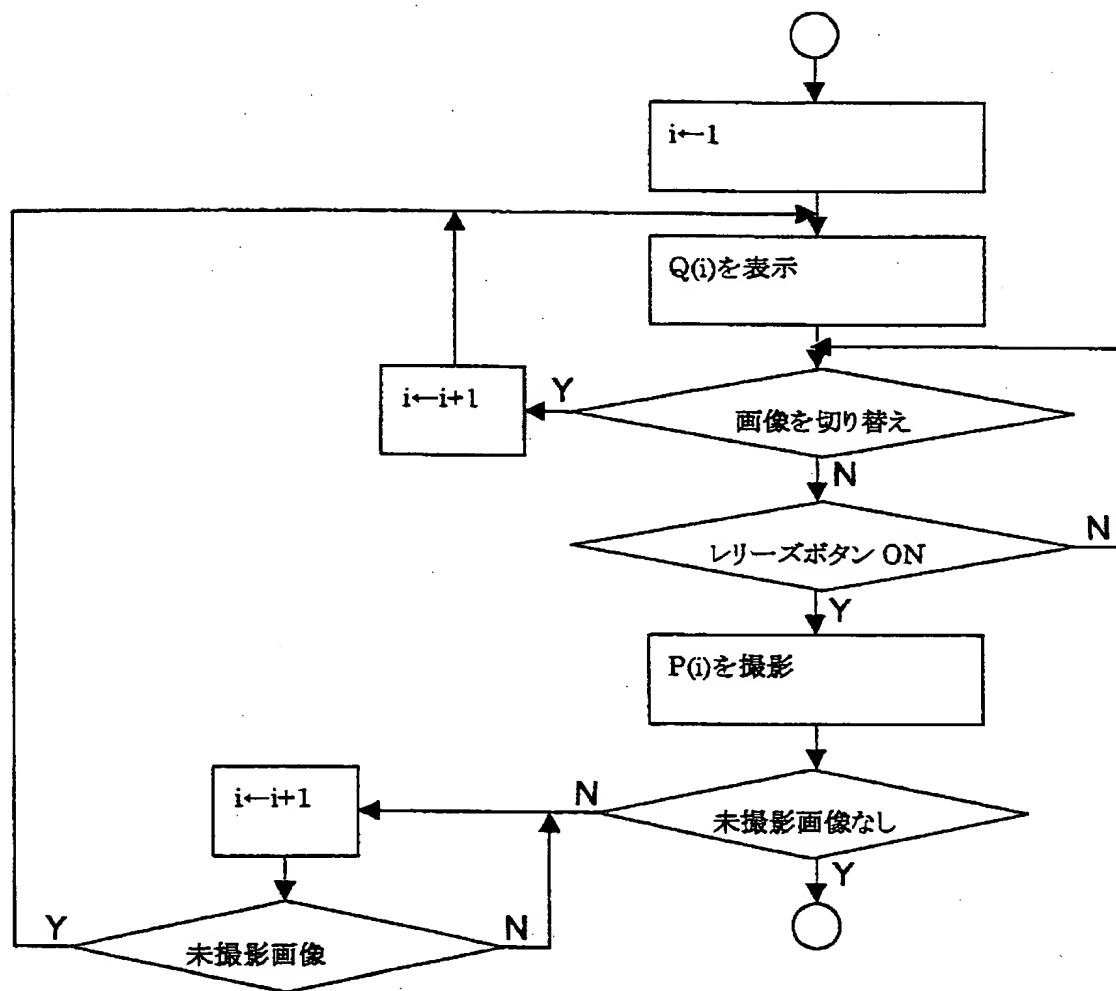 i←1
Q(i)を表示
i←i+1
Y
画像を切り替え
N
レリーズボタン ON
N
Y
P(i)を撮影
i←i+1
N
未撮影画像なし
Y
Y
未撮影画像
N